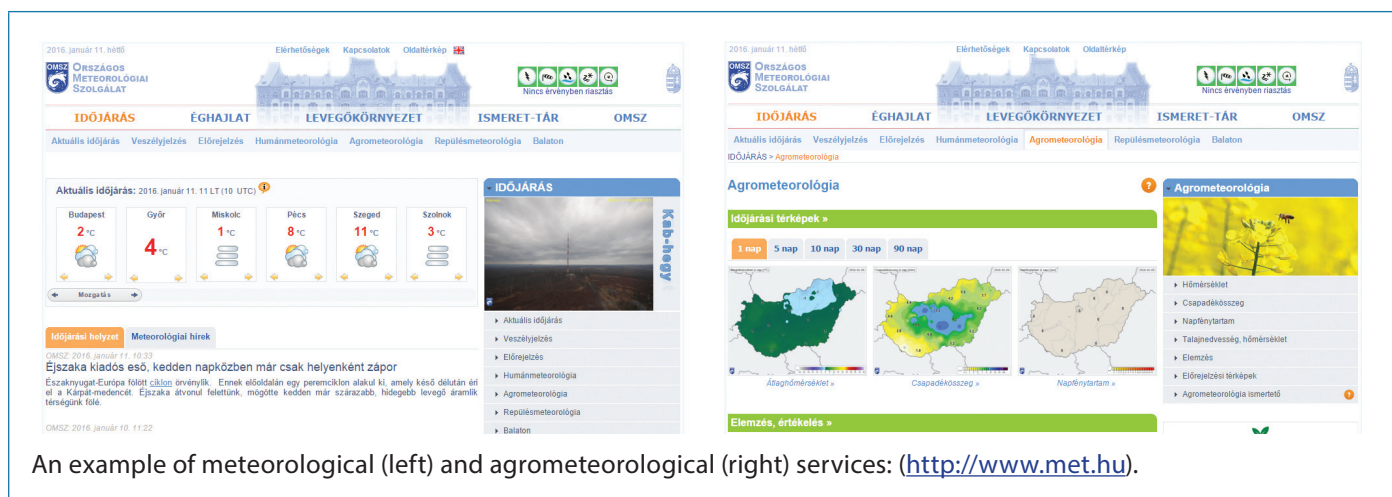 2016. január 11. hétfő
Elérhetőségek Kapcsolatok Oldaltérkép
OMSZ
ORSZÁGOS
METEOROLÓGIAI
SZOLGÁLAT
Nincs érvényben riasztás
IDŐJÁRÁS ÉGHAJLAT LEVEGŐKÖRNYEZET ISMERET-TÁR OMSZ
Aktuális időjárás Veszélyjelzés Előrejelzés Humánmeteorológia Agrometeorológia Repülésmeteorológia Balaton
Aktuális időjárás: 2016. január 11. 11 LT (10 UTC)
Budapest Győr Miskolc Pécs Szeged Szolnok
2 °C 4 °C 1 °C 8 °C 11 °C 3 °C
Mozgatás
Időjárási helyzet Meteorológiai hírek
OMSZ: 2016. január 11. 10:33
Éjszaka kiadós eső, kedden napközben már csak helyenként zápor
Északnyugat-Európa fölött ciklon örvénylik. Ennek előoldalán egy peremciklon alakul ki, amely késő délután éri
el a Kárpát-medencét. Éjszaka átvonul felettünk, mögötte kedden már szárazabb, hidegebb levegő áramlik
térségünk fölé.
OMSZ: 2016. január 10. 11:22
IDŐJÁRÁS
Kab-hegy
Aktuális időjárás
Veszélyjelzés
Előrejelzés
Humánmeteorológia
Agrometeorológia
Repülésmeteorológia
Balaton
2016. január 11. hétfő
Elérhetőségek Kapcsolatok Oldaltérkép
OMSZ
ORSZÁGOS
METEOROLÓGIAI
SZOLGÁLAT
Nincs érvényben riasztás
IDŐJÁRÁS ÉGHAJLAT LEVEGŐKÖRNYEZET ISMERET-TÁR OMSZ
Aktuális időjárás Veszélyjelzés Előrejelzés Humánmeteorológia Agrometeorológia Repülésmeteorológia Balaton
IDŐJÁRÁS > Agrometeorológia
Agrometeorológia ?
Időjárási térképek »
1 nap 5 nap 10 nap 30 nap 90 nap
Átlaghőmérséklet » Csapadékösszeg » Napfénytartam »
Elemzés, értékelés »
Agrometeorológia
Hőmérséklet
Csapadékösszeg
Napfénytartam
Talajnedvesség, hőmérséklet
Elemzés
Előrejelzési térképek
Agrometeorológia ismertető ?
An example of meteorological (left) and agrometeorological (right) services: (http://www.met.hu).